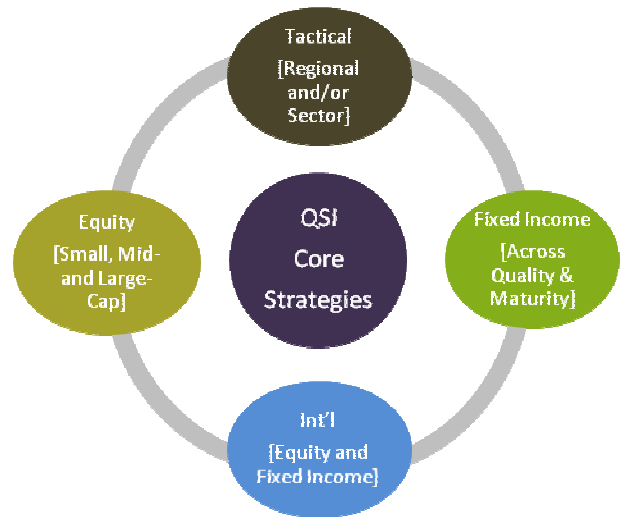 Tactical
[Regional
and/or
Sector]
Equity
[Small, Mid-
and Large-
Cap]
QSI
Core
Strategies
Fixed Income
[Across
Quality &
Maturity]
Int'l
[Equity and
Fixed Income]